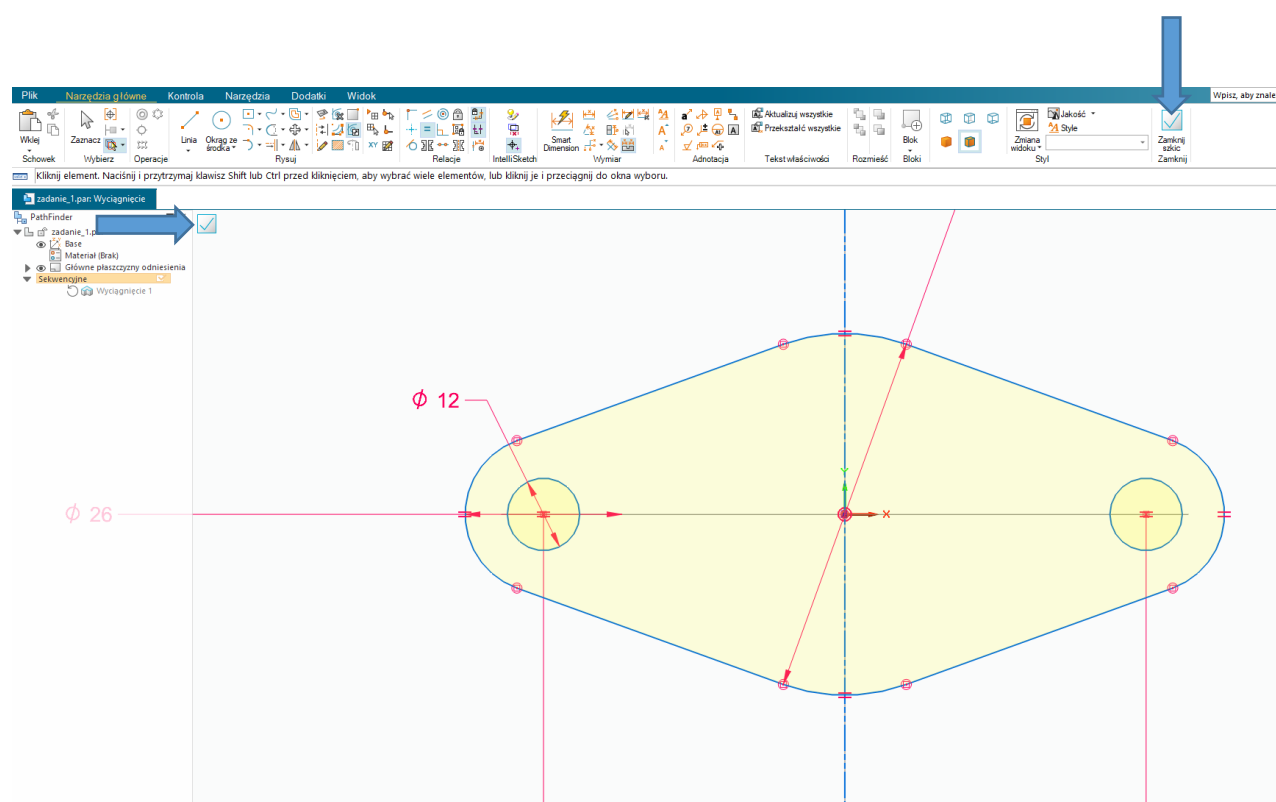 Plik Narzędzia główne Kontrola Narzędzia Dodatki Widok
Wpisz, aby znale
Wklej Zaznacz Linia Okrąg ze środka Smart Dimension Aktualizuj wszystkie Przekształć wszystkie Blok Zmiana widoku Jakość Style Zamknij szkic
Schowek Wybierz Operacje Rysuj Relacje IntelliSketch Wymiar Adnotacja Tekst właściwości Rozmieść Bloki Styl Zamknij
Kliknij element. Naciśnij i przytrzymaj klawisz Shift lub Ctrl przed kliknięciem, aby wybrać wiele elementów, lub kliknij je i przeciągnij do okna wyboru.
zadanie_1.par: Wyciągnięcie
PathFinder
zadanie_1.p
Base
Materiał (Brak)
Główne płaszczyzny odniesienia
Sekwencyjne
Wyciągnięcie 1
⌀ 12
⌀ 26
Y
X